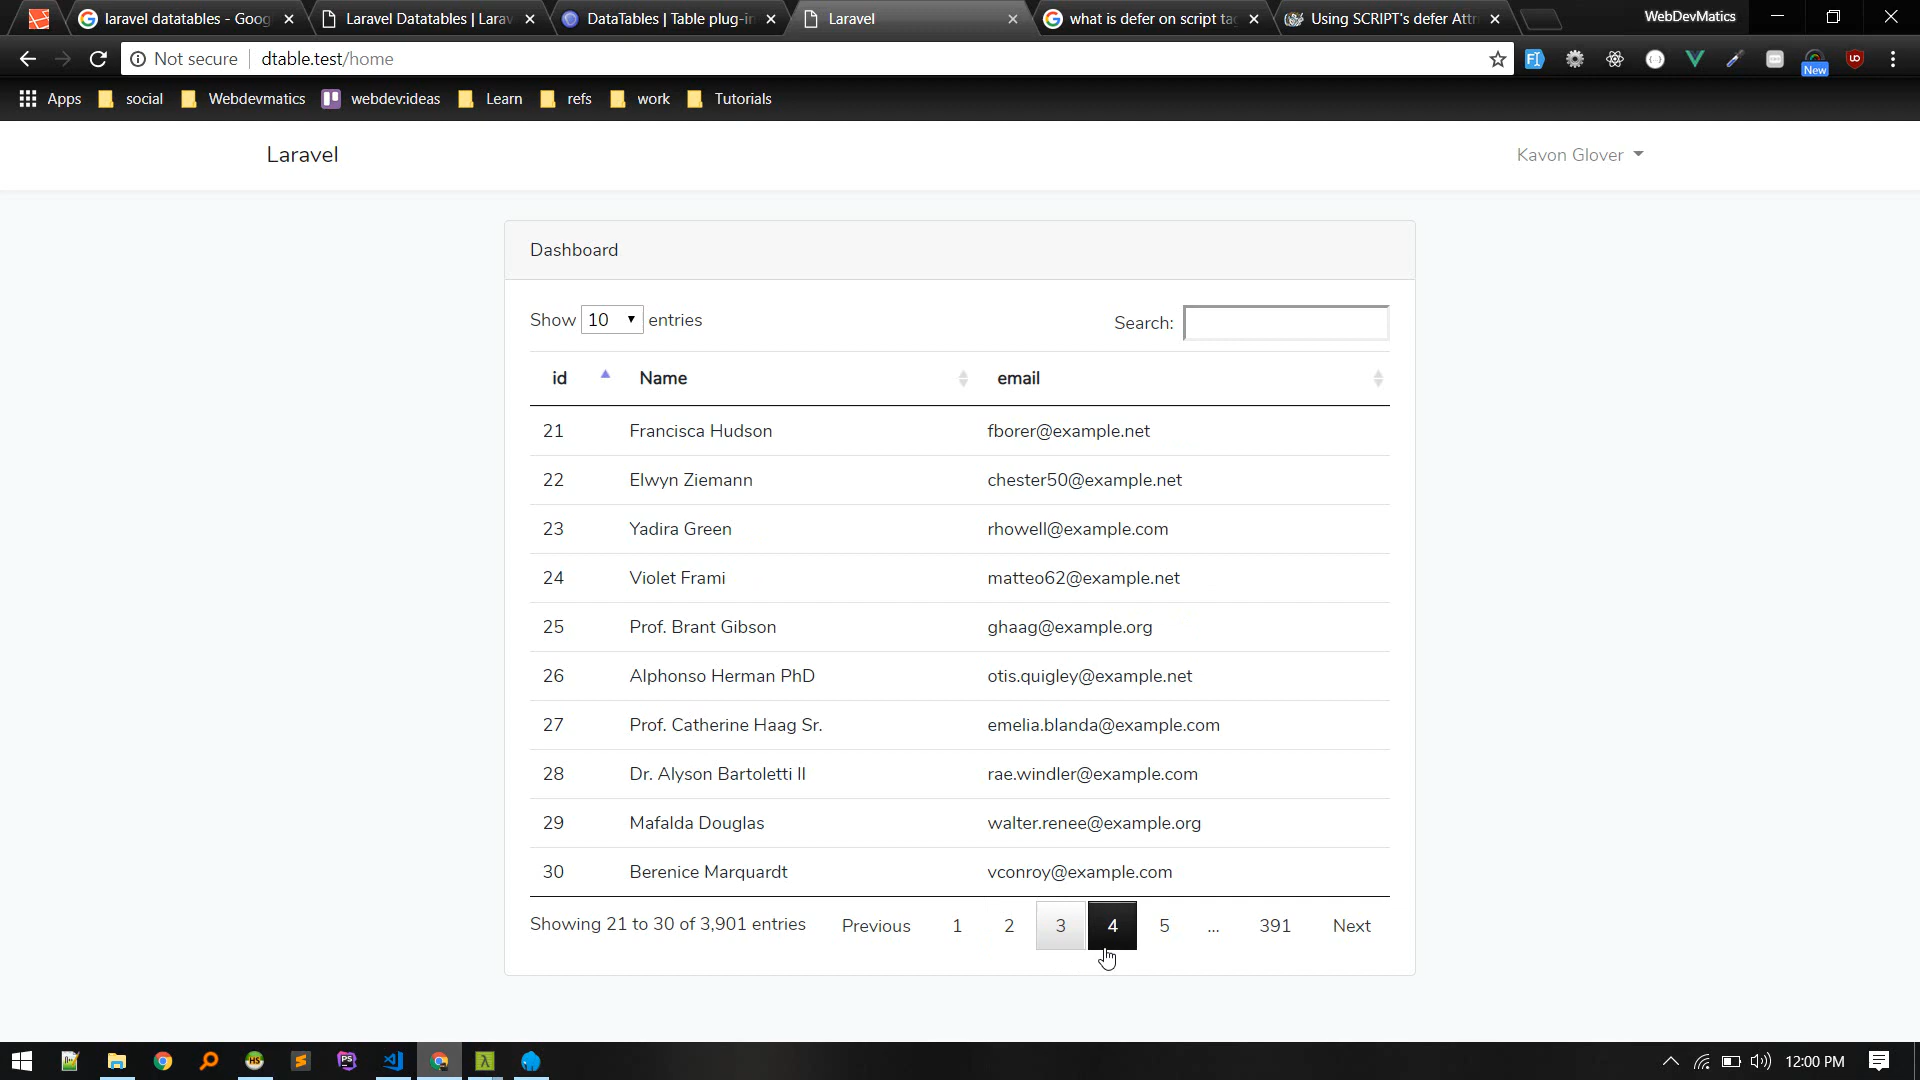 laravel datatables - Goog
Laravel Datatables | Larav
DataTables | Table plug-in
Laravel
what is defer on script tag
Using SCRIPT's defer Attr
WebDevMatics
Not secure
dtable.test/home
FI
New
Apps
social
Webdevmatics
webdev:ideas
Learn
refs
work
Tutorials
Laravel
Kavon Glover
Dashboard
Show 10 entries
Search:
id Name email
21 Francisca Hudson fborer@example.net
22 Elwyn Ziemann chester50@example.net
23 Yadira Green rhowell@example.com
24 Violet Frami matteo62@example.net
25 Prof. Brant Gibson ghaag@example.org
26 Alphonso Herman PhD otis.quigley@example.net
27 Prof. Catherine Haag Sr. emelia.blanda@example.com
28 Dr. Alyson Bartoletti II rae.windler@example.com
29 Mafalda Douglas walter.renee@example.org
30 Berenice Marquardt vconroy@example.com
Showing 21 to 30 of 3,901 entries
Previous 1 2 3 4 5 ... 391 Next
HS
PS
λ
12:00 PM